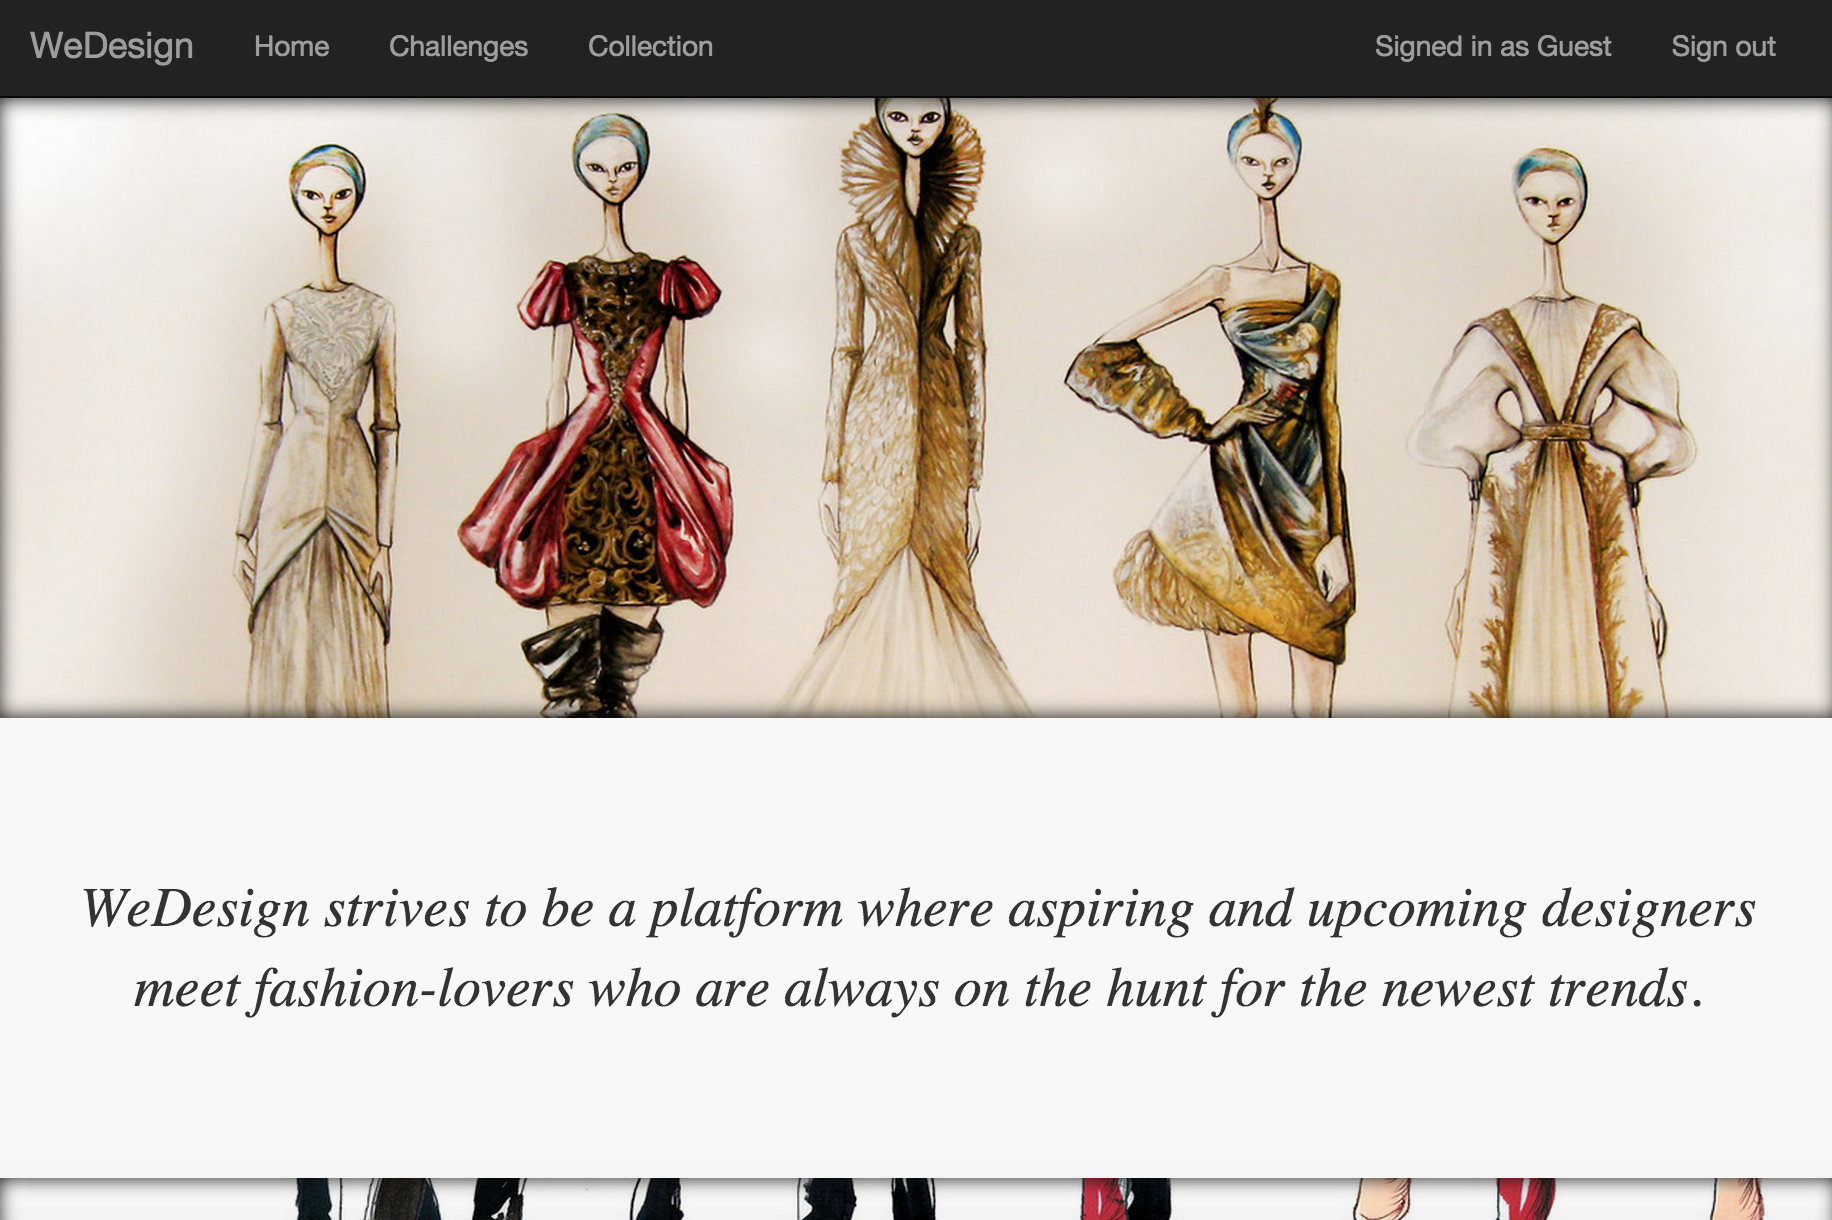 WeDesign Home Challenges Collection Signed in as Guest Sign out
WeDesign strives to be a platform where aspiring and upcoming designers
meet fashion-lovers who are always on the hunt for the newest trends.